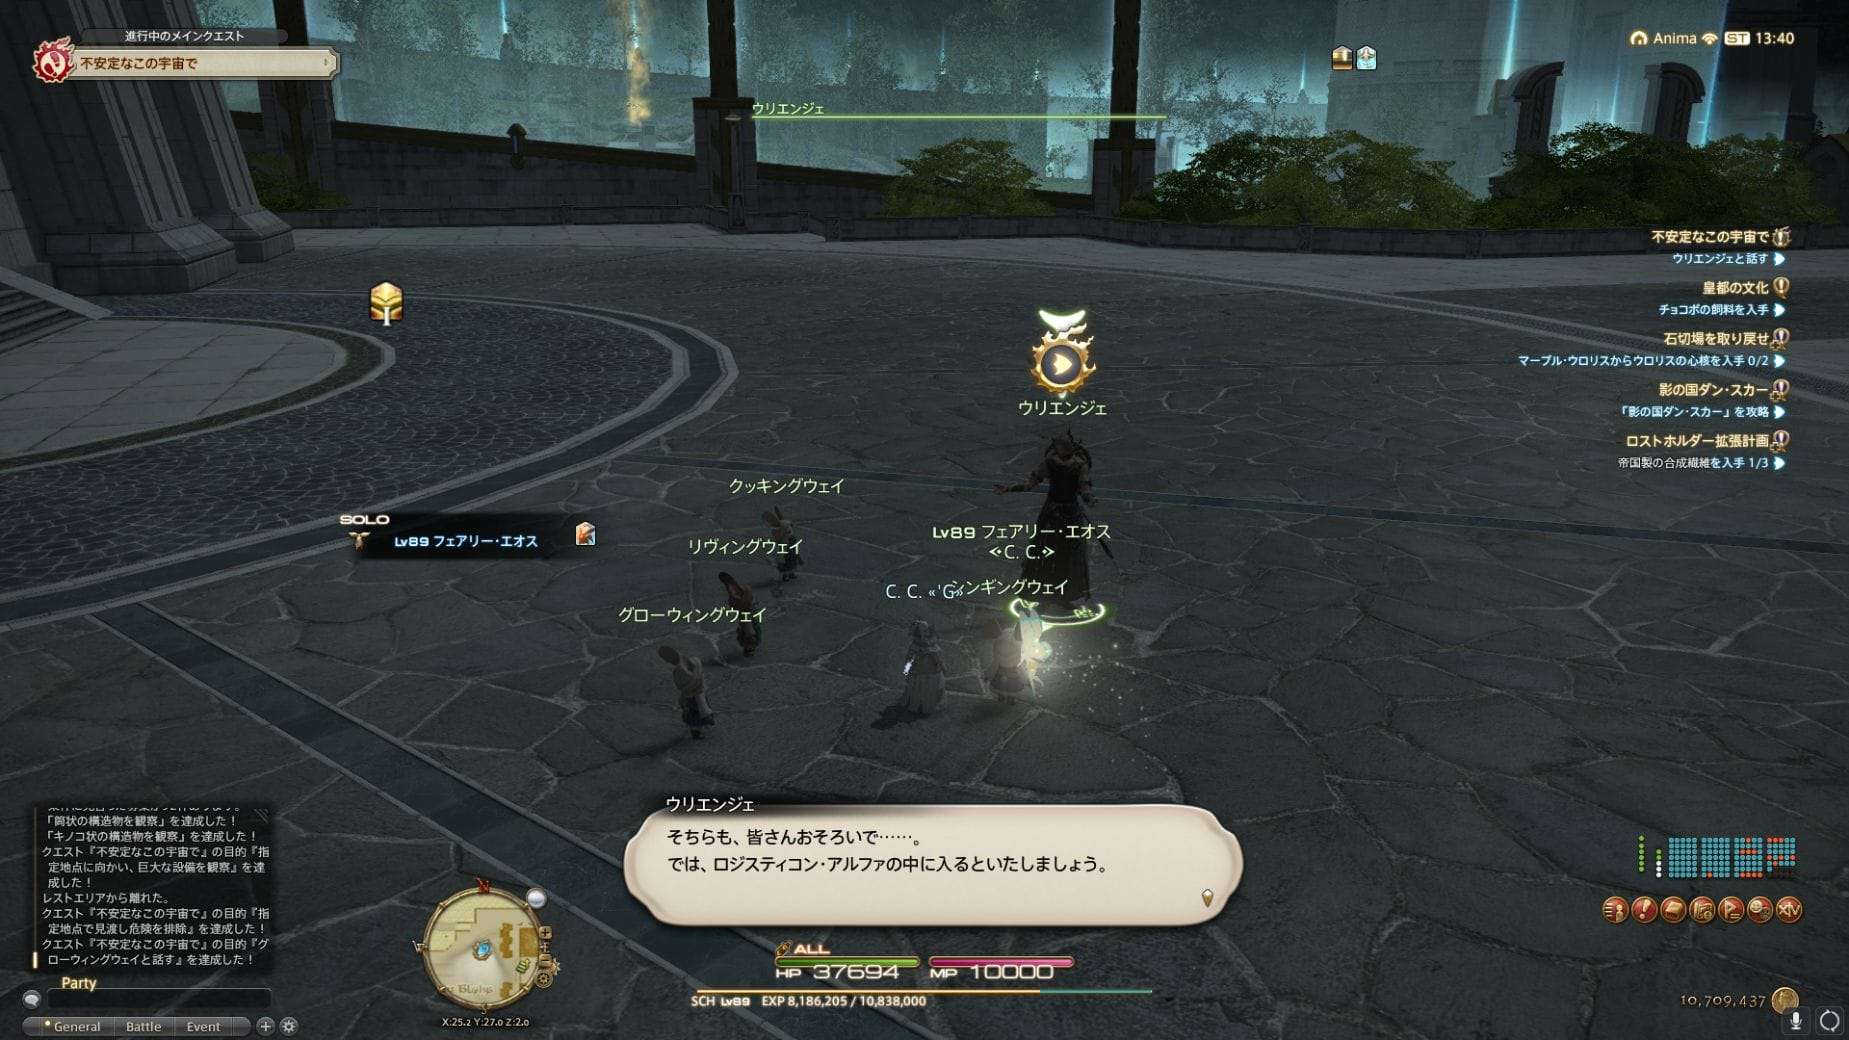 進行中のメインクエスト
不安定なこの宇宙で
Anima ST 13:40
ウリエンジェ
不安定なこの宇宙で
ウリエンジェと話す
皇都の文化
チョコボの飼料を入手
石切場を取り戻せ
マーブル・ウロリスからウロリスの心核を入手 0/2
影の国ダン・スカー
「影の国ダン・スカー」を攻略
ロストホルダー拡張計画
帝国製の合成繊維を入手 1/3
ウリエンジェ
クッキングウェイ
SOLO
Lv89 フェアリー・エオス
Lv89 フェアリー・エオス
«C. C.»
リヴィングウェイ
C. C. «'G»
シンギングウェイ
グローウィングウェイ
ウリエンジェ
そちらも、皆さんおそろいで……。
では、ロジスティコン・アルファの中に入るといたしましょう。
「筒状の構造物を観察」を達成した！
「キノコ状の構造物を観察」を達成した！
クエスト『不安定なこの宇宙で』の目的『指
定地点に向かい、巨大な設備を観察』を達
成した！
レストエリアから離れた。
クエスト『不安定なこの宇宙で』の目的『指
定地点で見渡し危険を排除』を達成した！
クエスト『不安定なこの宇宙で』の目的『グ
ローウィングウェイと話す』を達成した！
Party
General Battle Event
N
X:25.2 Y:27.0 Z:2.0
ALL
HP 37694 MP 10000
SCH Lv89 EXP 8,186,205 / 10,838,000
XIV
10,709,437